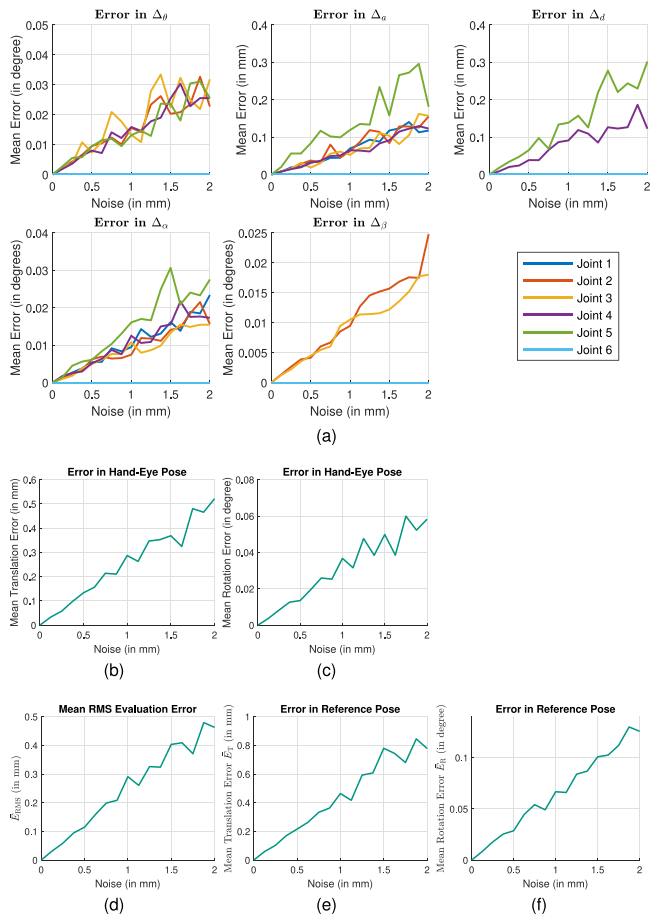 Error in Δ_θ
Error in Δ_a
Error in Δ_d
Mean Error (in degree)
0.05
0.04
0.03
0.02
0.01
0
0.5
1
1.5
2
Noise (in mm)
Mean Error (in mm)
0.4
0.3
0.2
0.1
0
0.5
1
1.5
2
Noise (in mm)
Mean Error (in mm)
0.4
0.3
0.2
0.1
0
0.5
1
1.5
2
Noise (in mm)
Error in Δ_α
Error in Δ_β
Mean Error (in degrees)
0.04
0.03
0.02
0.01
0
0
0.5
1
1.5
2
Noise (in mm)
Mean Error (in degrees)
0.025
0.02
0.015
0.01
0.005
0
0
0.5
1
1.5
2
Noise (in mm)
Joint 1
Joint 2
Joint 3
Joint 4
Joint 5
Joint 6
(a)
Error in Hand-Eye Pose
Error in Hand-Eye Pose
Mean Translation Error (in mm)
0.6
0.5
0.4
0.3
0.2
0.1
0
0
0.5
1
1.5
2
Noise (in mm)
Mean Rotation Error (in degree)
0.08
0.06
0.04
0.02
0
0
0.5
1
1.5
2
Noise (in mm)
(b)
(c)
Mean RMS Evaluation Error
Error in Reference Pose
Error in Reference Pose
Ē_RMS (in mm)
0.5
0.4
0.3
0.2
0.1
0
0
0.5
1
1.5
2
Noise (in mm)
Mean Translation Error Ē_T (in mm)
1
0.8
0.6
0.4
0.2
0
0
0.5
1
1.5
2
Noise (in mm)
Mean Rotation Error Ē_R (in degree)
0.1
0.05
0
0
0.5
1
1.5
2
Noise (in mm)
(d)
(e)
(f)